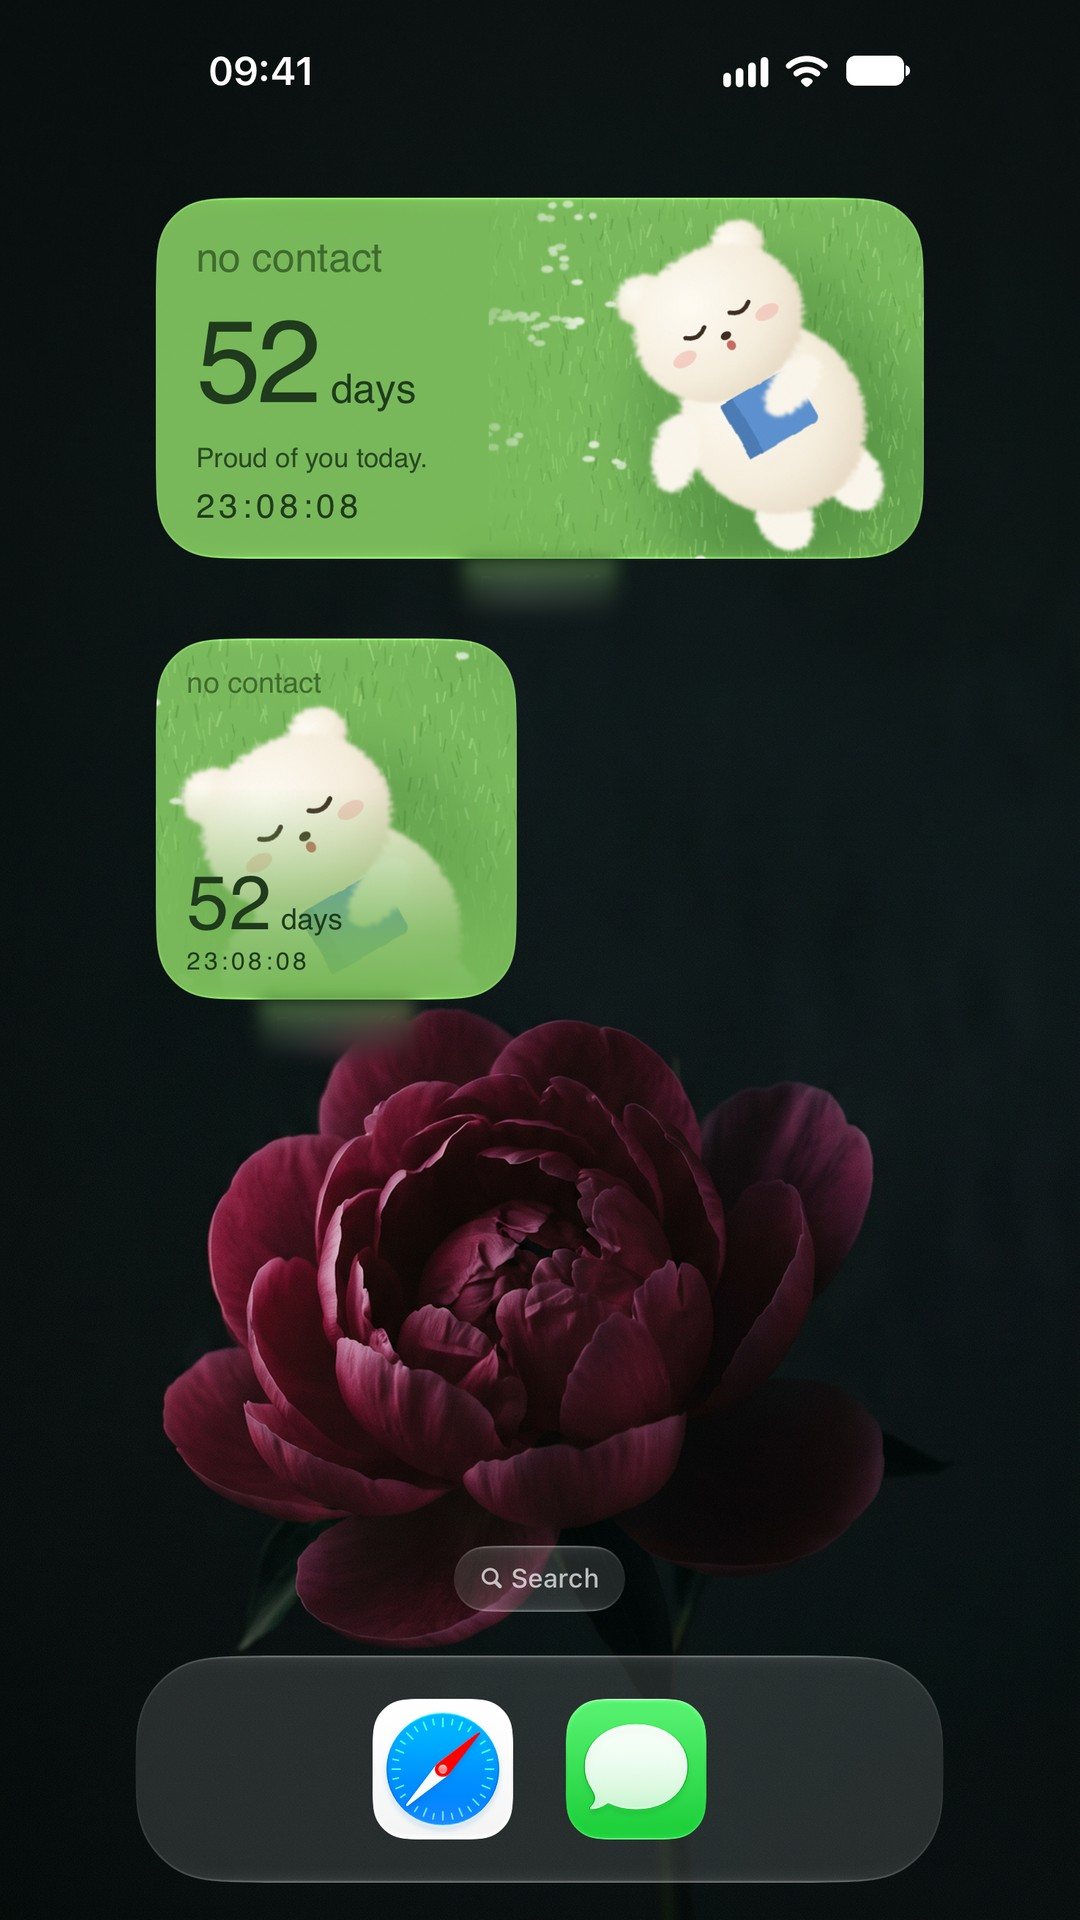 09:41
no contact
52 days
Proud of you today.
23:08:08
no contact
52 days
23:08:08
Search